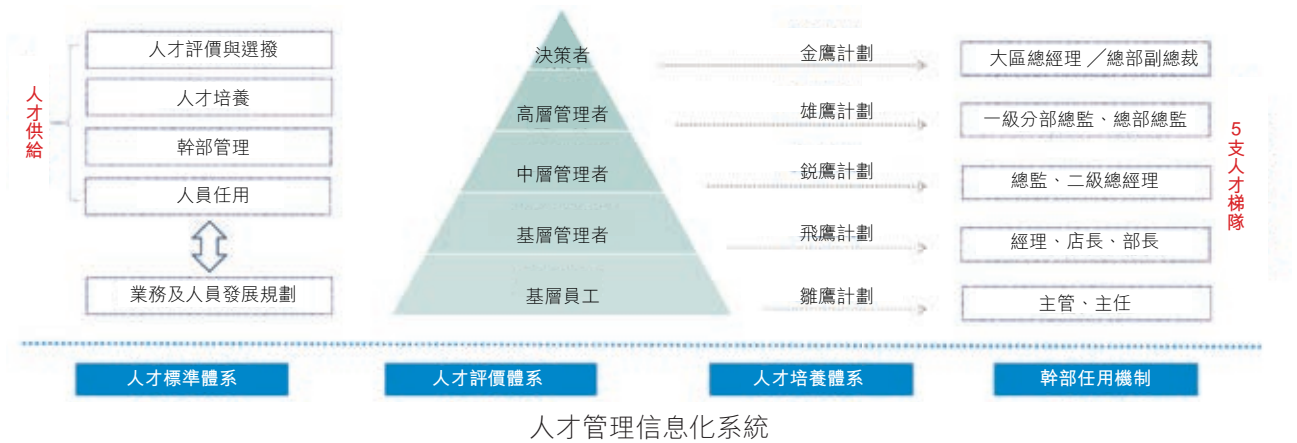 人才供給
人才評價與選撥
人才培養
幹部管理
人員任用
業務及人員發展規劃
決策者
高層管理者
中層管理者
基層管理者
基層員工
金鷹計劃
雄鷹計劃
銳鷹計劃
飛鷹計劃
雛鷹計劃
大區總經理／總部副總裁
一級分部總監、總部總監
總監、二級總經理
經理、店長、部長
主管、主任
5支人才梯隊
人才標準體系
人才評價體系
人才培養體系
幹部任用機制
人才管理信息化系統